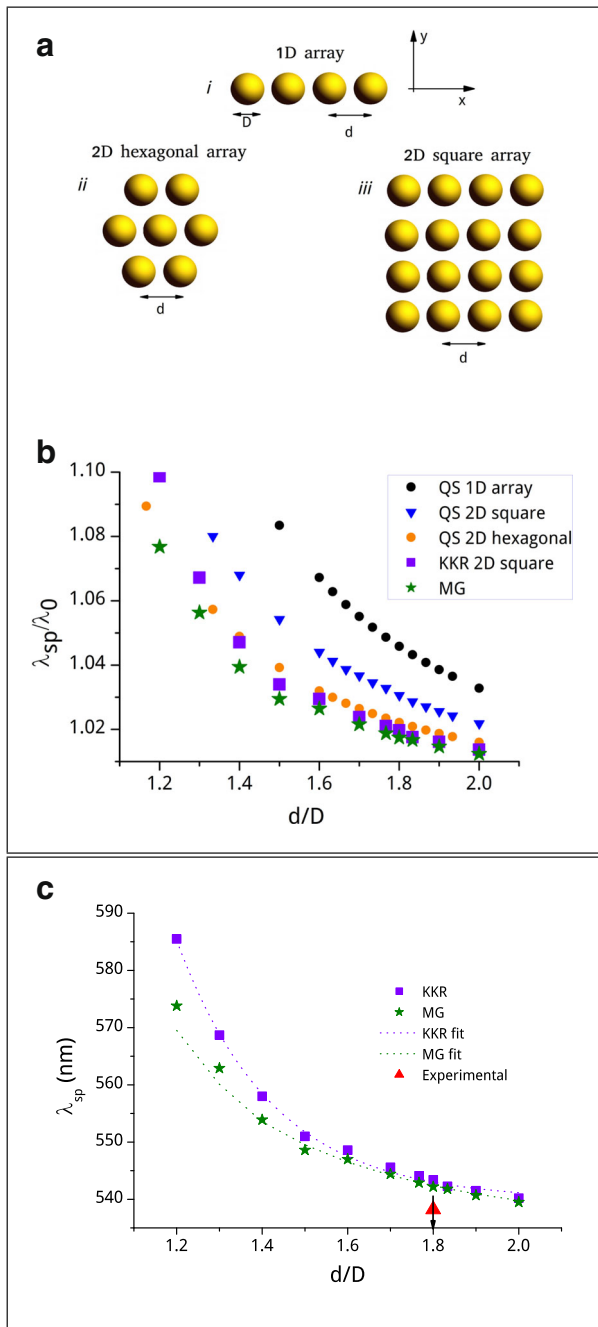 a
1D array
y
i
x
D
d
2D hexagonal array
2D square array
ii
iii
d
d
b
1.10
1.08
1.06
1.04
1.02
λsp/λ0
QS 1D array
QS 2D square
QS 2D hexagonal
KKR 2D square
MG
1.2 1.4 1.6 1.8 2.0
d/D
c
590
580
570
560
550
540
λsp (nm)
KKR
MG
KKR fit
MG fit
Experimental
1.2 1.4 1.6 1.8 2.0
d/D